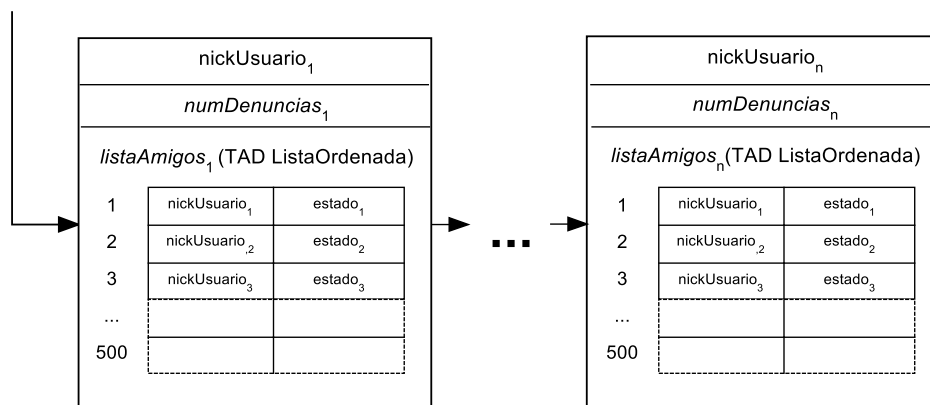 nickUsuario1
numDenuncias1
listaAmigos1 (TAD ListaOrdenada)
1 nickUsuario1 estado1
2 nickUsuario,2 estado2
3 nickUsuario3 estado3
...
500
...
nickUsuarion
numDenunciasn
listaAmigosn(TAD ListaOrdenada)
1 nickUsuario1 estado1
2 nickUsuario,2 estado2
3 nickUsuario3 estado3
...
500